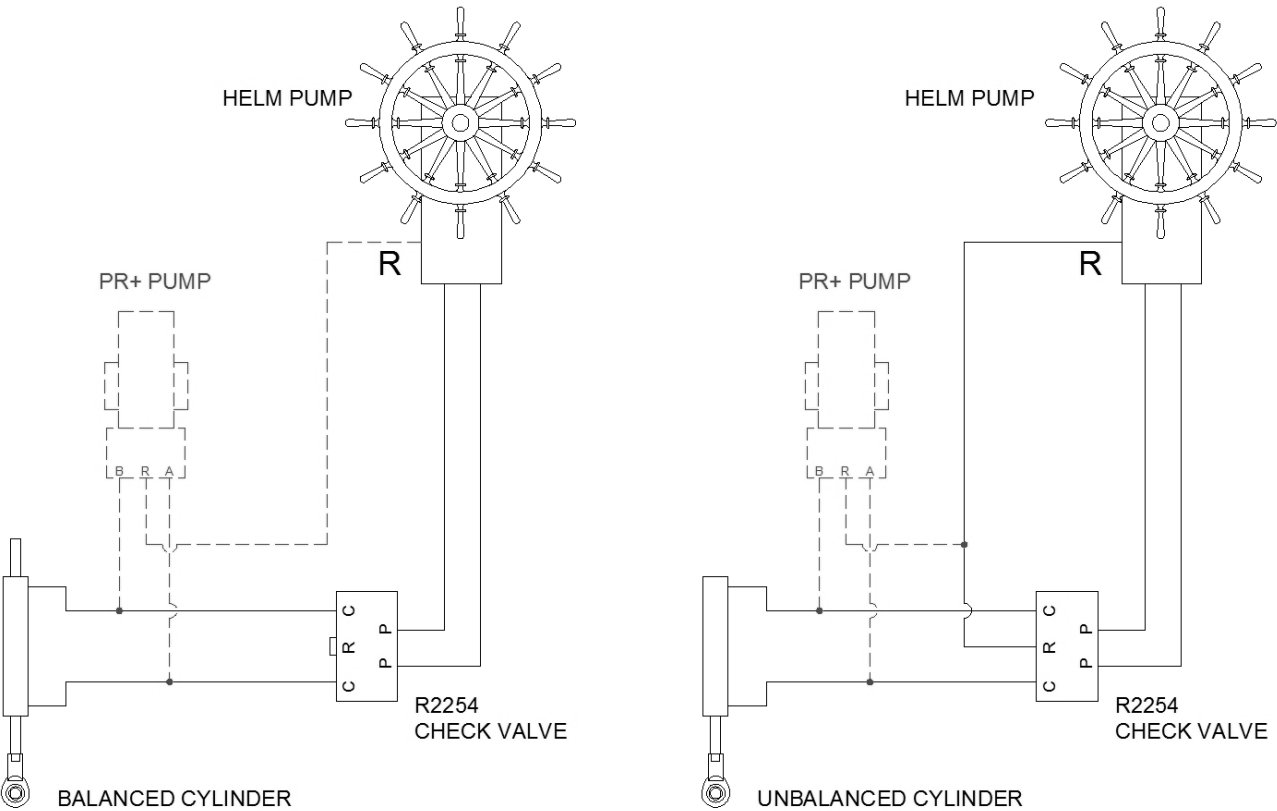 HELM PUMP
R
PR+ PUMP
B R A
C
R
C
P
P
R2254
CHECK VALVE
BALANCED CYLINDER
HELM PUMP
R
PR+ PUMP
B R A
C
R
C
P
P
R2254
CHECK VALVE
UNBALANCED CYLINDER